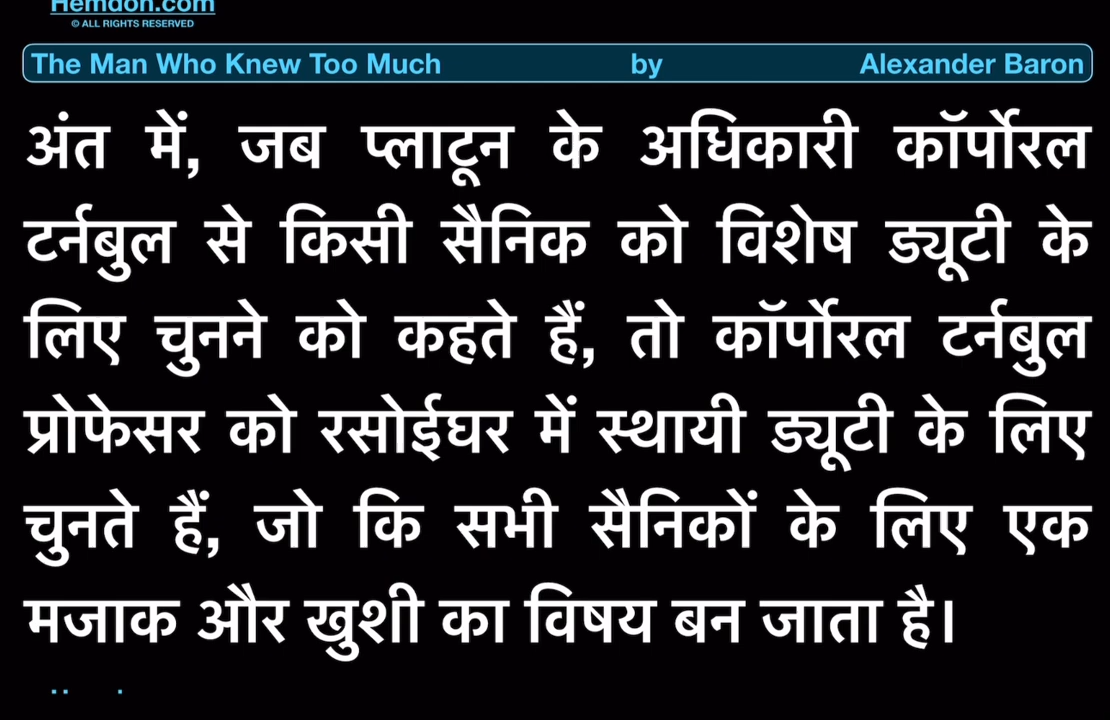 Hemdon.com
© ALL RIGHTS RESERVED
The Man Who Knew Too Much by Alexander Baron
अंत में, जब प्लाटून के अधिकारी कॉर्पोरल
टर्नबुल से किसी सैनिक को विशेष ड्यूटी के
लिए चुनने को कहते हैं, तो कॉर्पोरल टर्नबुल
प्रोफेसर को रसोईघर में स्थायी ड्यूटी के लिए
चुनते हैं, जो कि सभी सैनिकों के लिए एक
मजाक और खुशी का विषय बन जाता है।